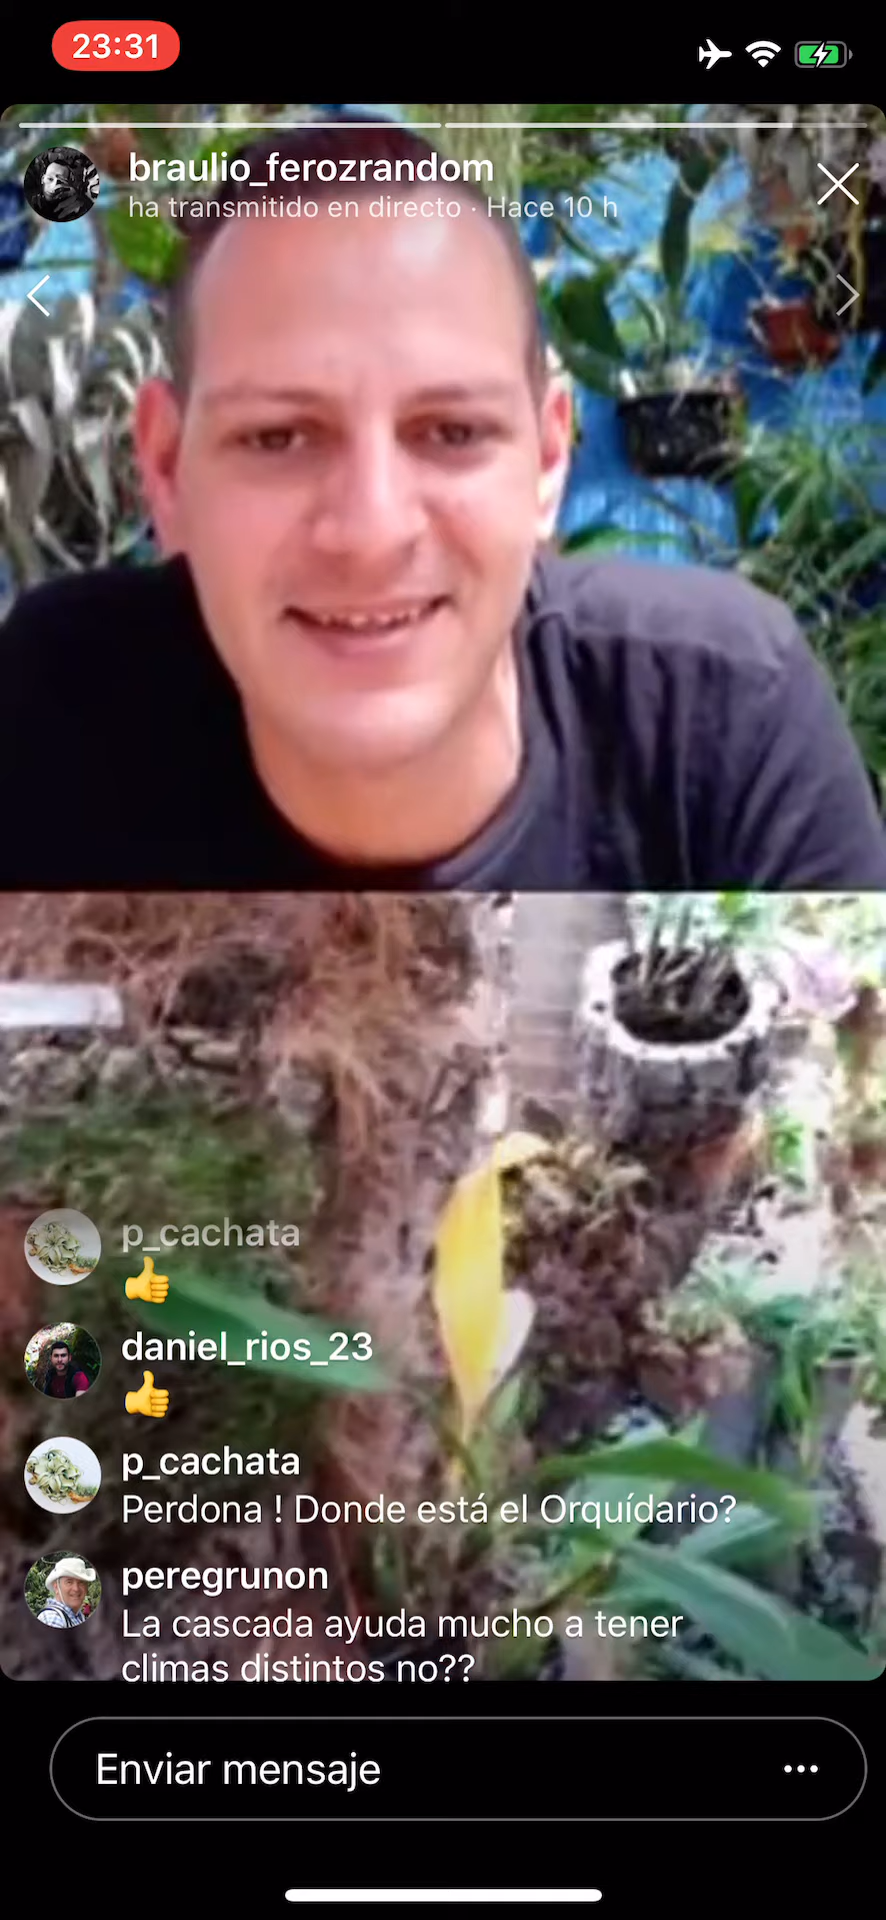 23:31
braulio_ferozrandom
ha transmitido en directo · Hace 10 h
p_cachata
👍
daniel_rios_23
👍
p_cachata
Perdona ! Donde está el Orquídario?
peregrunon
La cascada ayuda mucho a tener
climas distintos no??
Enviar mensaje